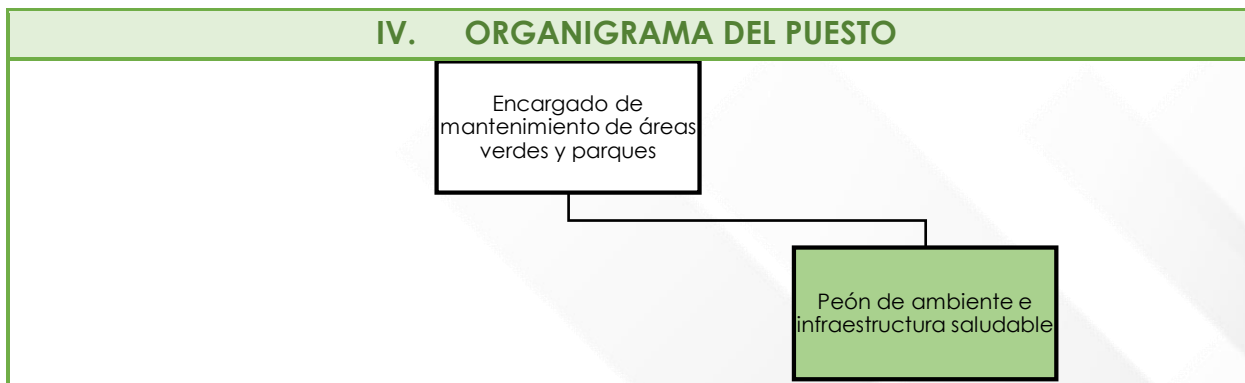 IV. ORGANIGRAMA DEL PUESTO
Encargado de
mantenimiento de áreas
verdes y parques
Peón de ambiente e
infraestructura saludable